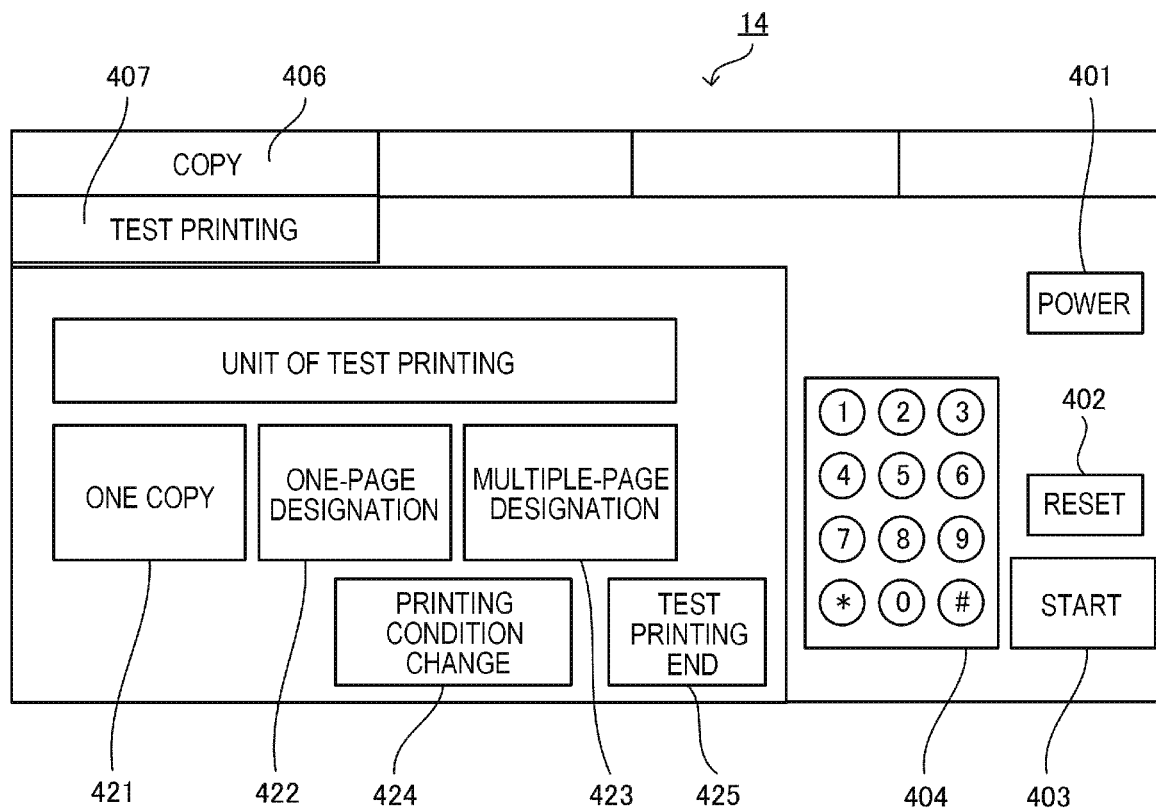 14
407
406
401
COPY
TEST PRINTING
POWER
UNIT OF TEST PRINTING
1 2 3
402
ONE COPY
ONE-PAGE
DESIGNATION
MULTIPLE-PAGE
DESIGNATION
4 5 6
RESET
7 8 9
PRINTING
CONDITION
CHANGE
TEST
PRINTING
END
* 0 #
START
421
422
424
423
425
404
403